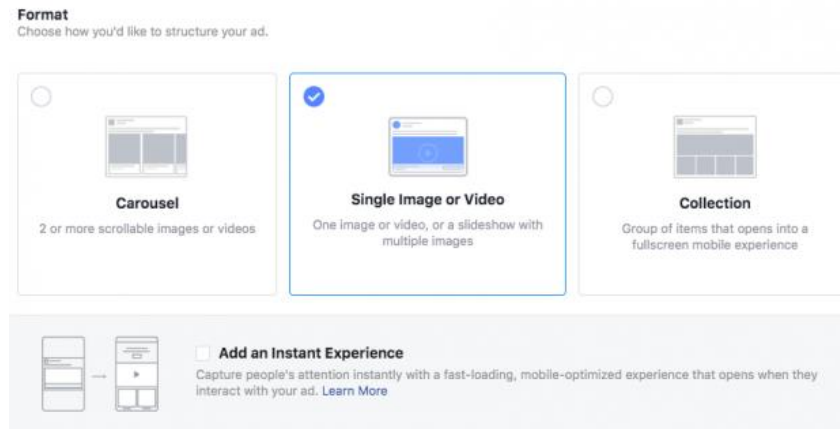 Format
Choose how you'd like to structure your ad.
Carousel
2 or more scrollable images or videos
Single Image or Video
One image or video, or a slideshow with
multiple images
Collection
Group of items that opens into a
fullscreen mobile experience
Add an Instant Experience
Capture people's attention instantly with a fast-loading, mobile-optimized experience that opens when they
interact with your ad. Learn More